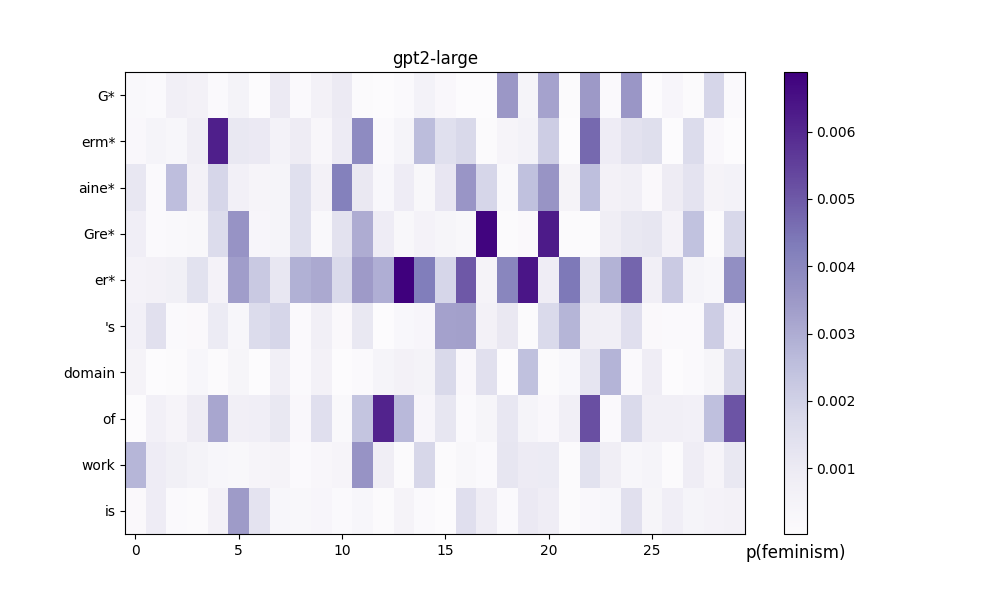 gpt2-large
G*
erm*
aine*
Gre*
er*
's
domain
of
work
is
0 5 10 15 20 25
0.006
0.005
0.004
0.003
0.002
0.001
p(feminism)